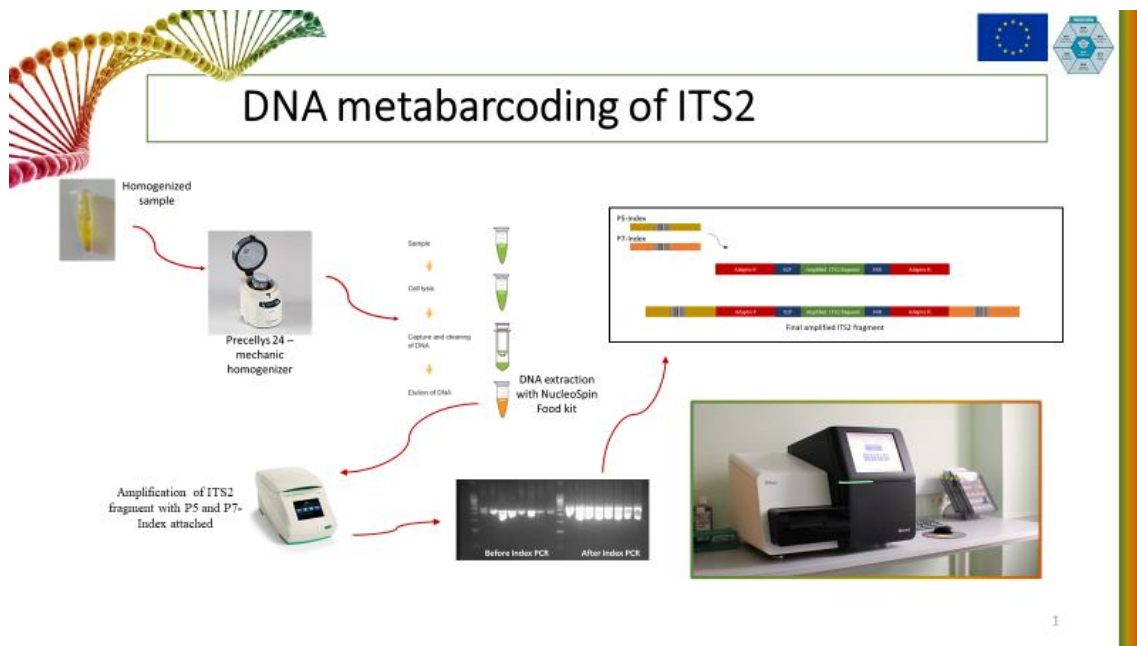 DNA metabarcoding of ITS2
Homogenized
sample
Precellys 24 –
mechanic
homogenizer
Sample
Cell lysis
Capture and cleaning
of DNA
Elution of DNA
DNA extraction
with NucleoSpin
Food kit
Amplification of ITS2
fragment with P5 and P7-
Index attached
Before Index PCR
After Index PCR
P5-Index
P7-Index
Amplified ITS2 fragment
Final amplified ITS2 fragment
1